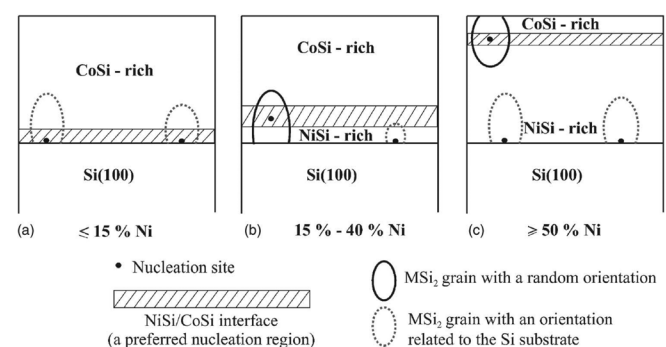 CoSi - rich
Si(100)
(a) ≤ 15 % Ni
CoSi - rich
NiSi - rich
Si(100)
(b) 15 % - 40 % Ni
CoSi - rich
NiSi - rich
Si(100)
(c) ≥ 50 % Ni
Nucleation site
NiSi/CoSi interface
(a preferred nucleation region)
MSi₂ grain with a random orientation
MSi₂ grain with an orientation
related to the Si substrate